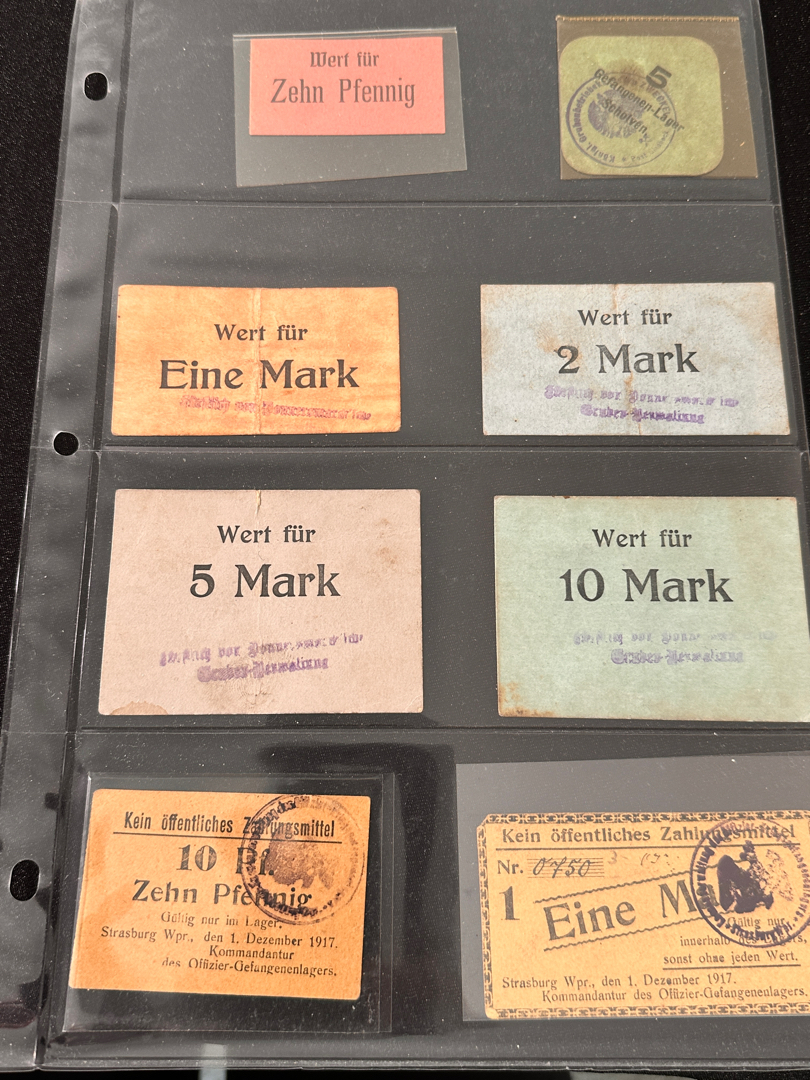 Wert für
Zehn Pfennig
5
Gefangenen-Lager
Scholven.
Wert für
Eine Mark
Wert für
2 Mark
Gruben-Verwaltung
Wert für
5 Mark
Gruben-Verwaltung
Wert für
10 Mark
Gruben-Verwaltung
Kein öffentliches Zahlungsmittel
10 Pf.
Zehn Pfennig
Gültig nur im Lager.
Strasburg Wpr., den 1. Dezember 1917.
Kommandantur
des Offizier-Gefangenenlagers.
Kein öffentliches Zahlungsmittel
Nr. 0750
1 Eine M
Gültig nur
innerhalb des Lagers,
sonst ohne jeden Wert.
Strasburg Wpr., den 1. Dezember 1917.
Kommandantur des Offizier-Gefangenenlagers.